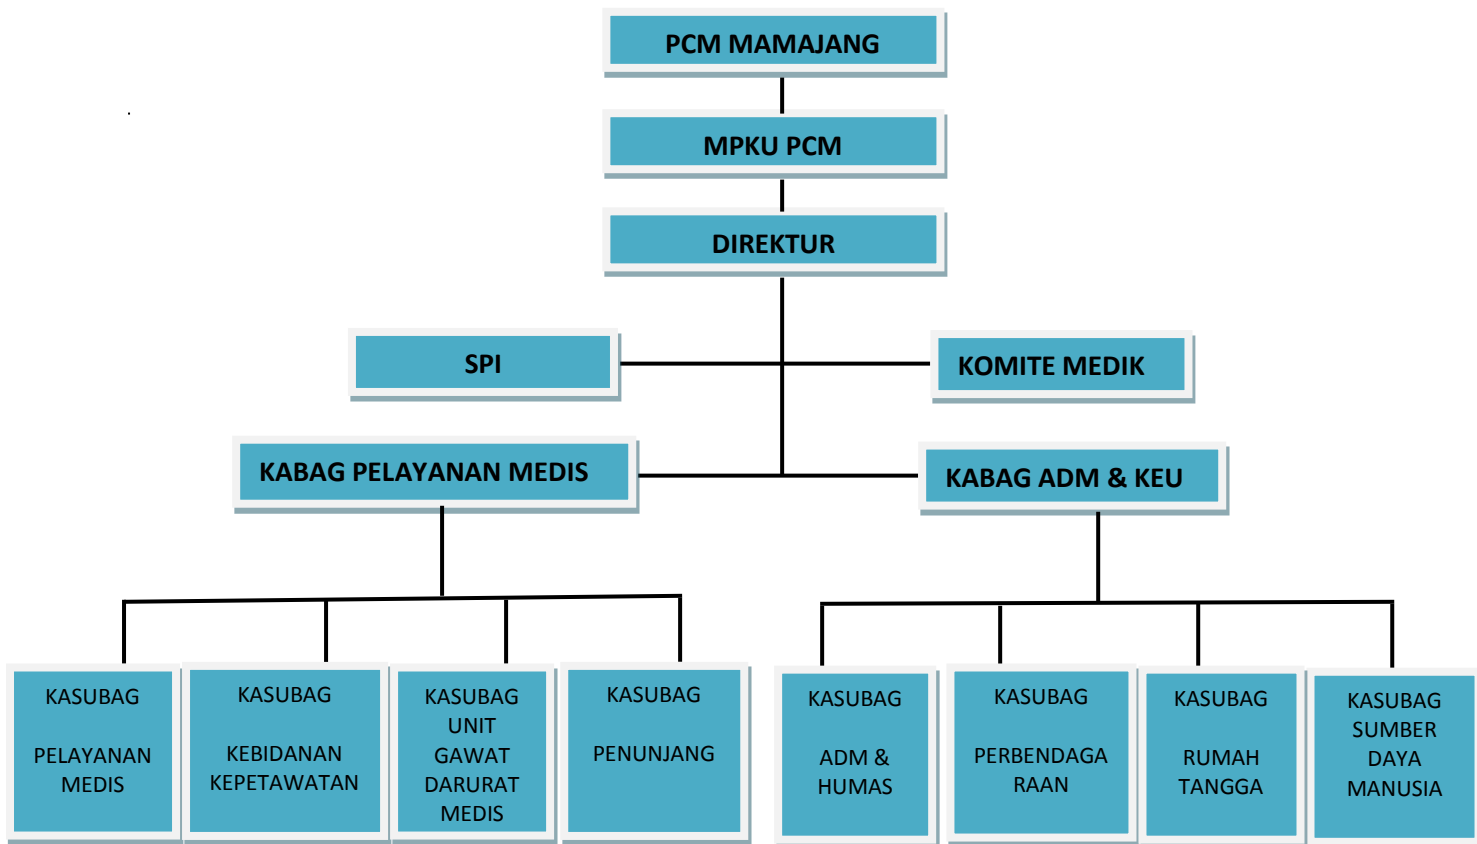 PCM MAMAJANG
MPKU PCM
DIREKTUR
SPI
KOMITE MEDIK
KABAG PELAYANAN MEDIS
KABAG ADM & KEU
KASUBAG
PELAYANAN
MEDIS
KASUBAG
KEBIDANAN
KEPETAWATAN
KASUBAG
UNIT
GAWAT
DARURAT
MEDIS
KASUBAG
PENUNJANG
KASUBAG
ADM &
HUMAS
KASUBAG
PERBENDAGA
RAAN
KASUBAG
RUMAH
TANGGA
KASUBAG
SUMBER
DAYA
MANUSIA